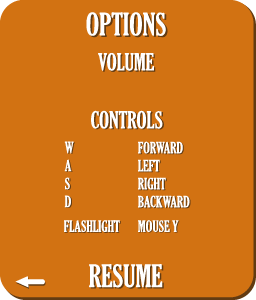 OPTIONS
VOLUME
CONTROLS
W FORWARD
A LEFT
S RIGHT
D BACKWARD
FLASHLIGHT MOUSE Y
RESUME